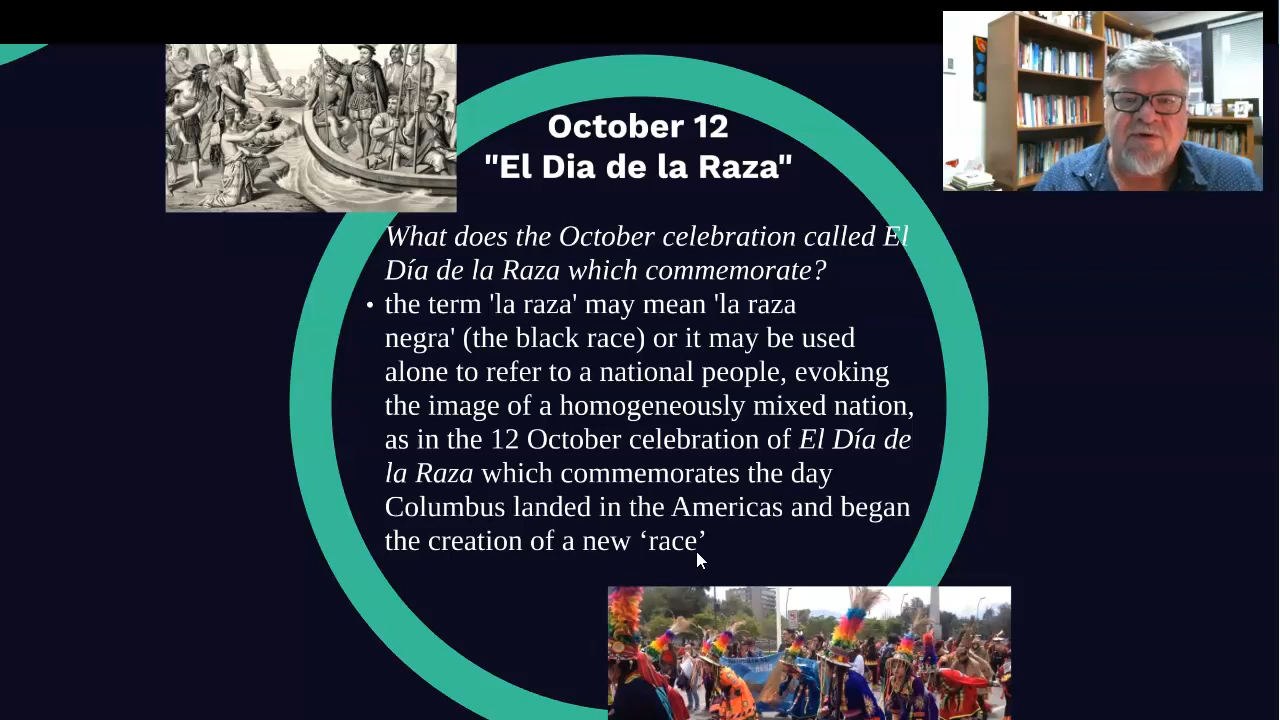 October 12
"El Dia de la Raza"
What does the October celebration called El
Día de la Raza which commemorate?
• the term 'la raza' may mean 'la raza
negra' (the black race) or it may be used
alone to refer to a national people, evoking
the image of a homogeneously mixed nation,
as in the 12 October celebration of El Día de
la Raza which commemorates the day
Columbus landed in the Americas and began
the creation of a new ‘race’